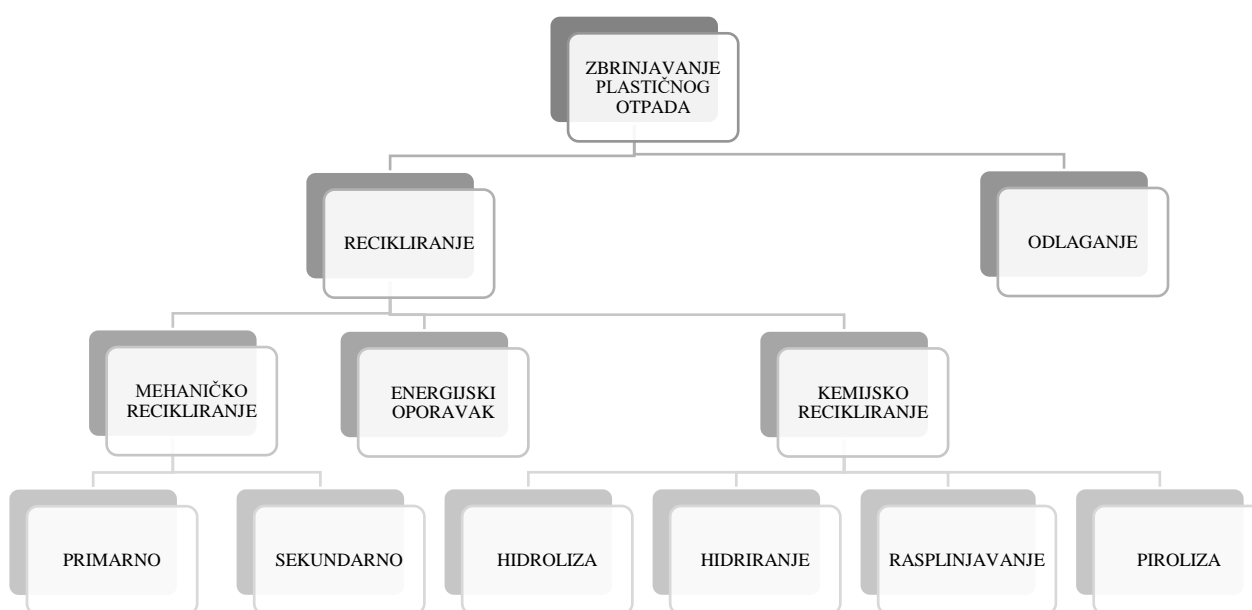 ZBRINJAVANJE
PLASTIČNOG
OTPADA
RECIKLIRANJE
ODLAGANJE
MEHANIČKO
RECIKLIRANJE
ENERGIJSKI
OPORAVAK
KEMIJSKO
RECIKLIRANJE
PRIMARNO
SEKUNDARNO
HIDROLIZA
HIDRIRANJE
RASPLINJAVANJE
PIROLIZA